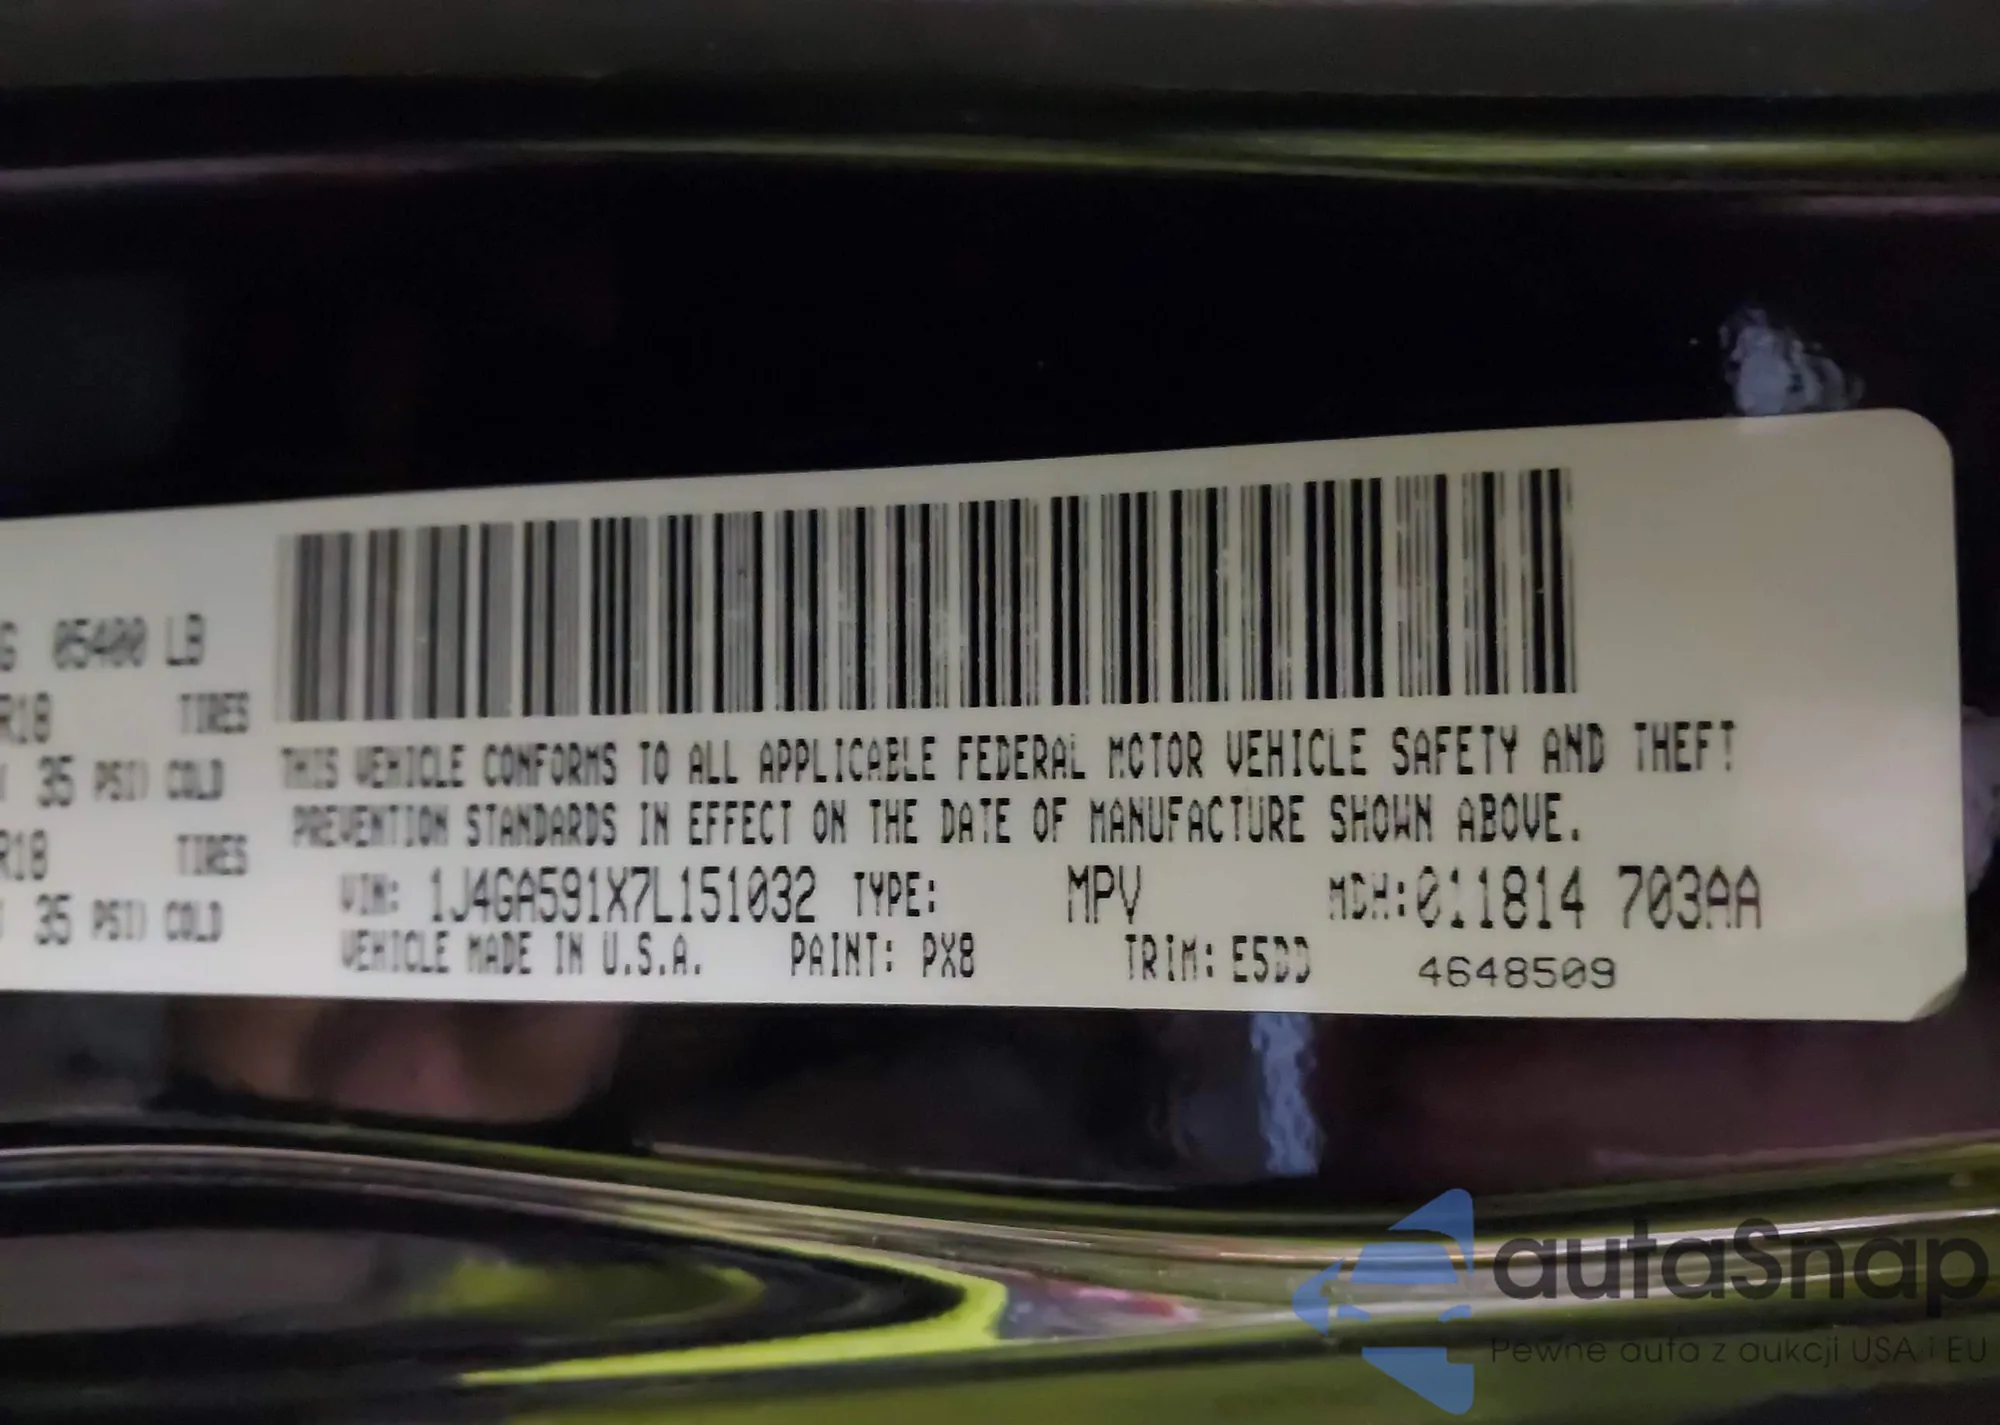 G 05400 LB
R18 TIRES
35 PSI) COLD
R18 TIRES
35 PSI) COLD
THIS VEHICLE CONFORMS TO ALL APPLICABLE FEDERAL MOTOR VEHICLE SAFETY AND THEFT
PREVENTION STANDARDS IN EFFECT ON THE DATE OF MANUFACTURE SHOWN ABOVE.
VIN: 1J4GA591X7L151032 TYPE: MPV MDH:011814 703AA
VEHICLE MADE IN U.S.A. PAINT: PX8 TRIM: E5DD 4648509
autaSnap
Pewne auta z aukcji USA i EU